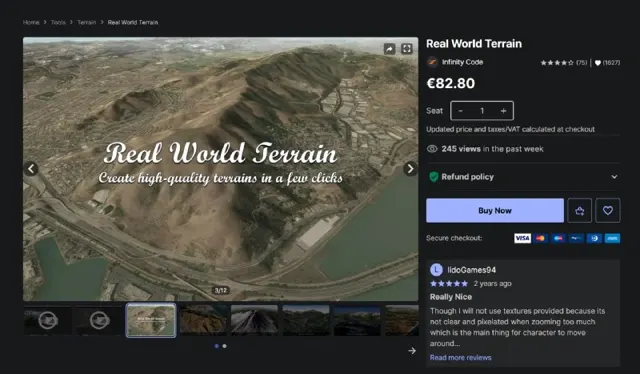 Home > Tools > Terrain > Real World Terrain
Real World Terrain
Infinity Code
(75) | (1827)
€82.80
Seat - 1 +
Updated price and taxes/VAT calculated at checkout
245 views in the past week
Refund policy
Buy Now
Secure checkout: VISA
Real World Terrain
Create high-quality terrains in a few clicks
3/12
L lidoGames94
2 years ago
Really Nice
Though I will not use textures provided because its
not clear and pixelated when zooming too much
which is the main thing for character to move
around...
Read more reviews